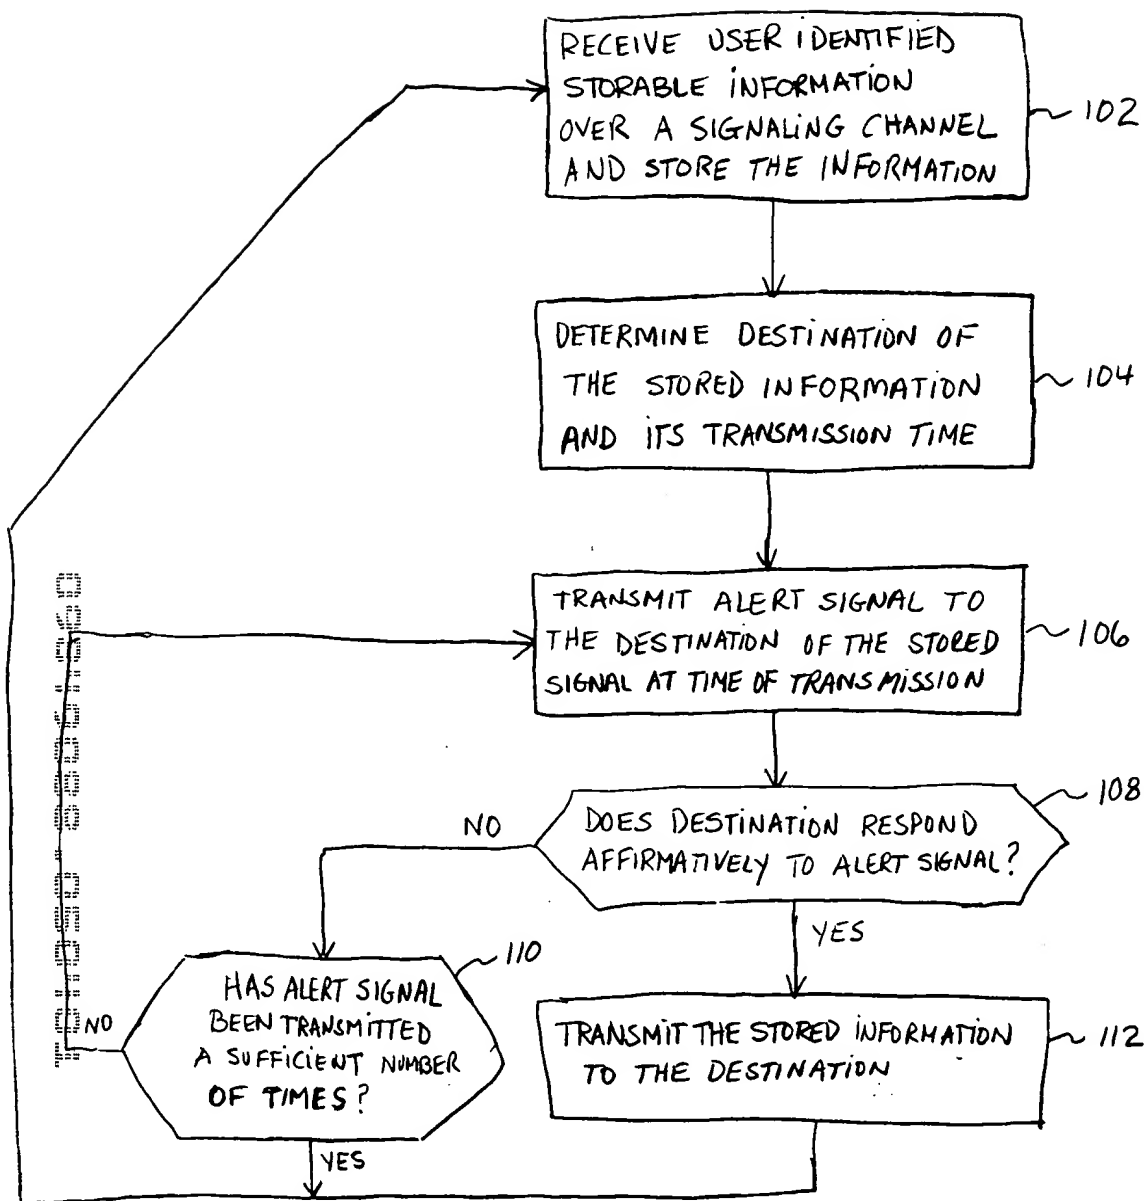 RECEIVE USER IDENTIFIED
STORABLE INFORMATION
OVER A SIGNALING CHANNEL
AND STORE THE INFORMATION
102
DETERMINE DESTINATION OF
THE STORED INFORMATION
AND ITS TRANSMISSION TIME
104
TRANSMIT ALERT SIGNAL TO
THE DESTINATION OF THE STORED
SIGNAL AT TIME OF TRANSMISSION
106
DOES DESTINATION RESPOND
AFFIRMATIVELY TO ALERT SIGNAL?
108
NO
YES
HAS ALERT SIGNAL
BEEN TRANSMITTED
A SUFFICIENT NUMBER
OF TIMES?
110
NO
YES
TRANSMIT THE STORED INFORMATION
TO THE DESTINATION
112